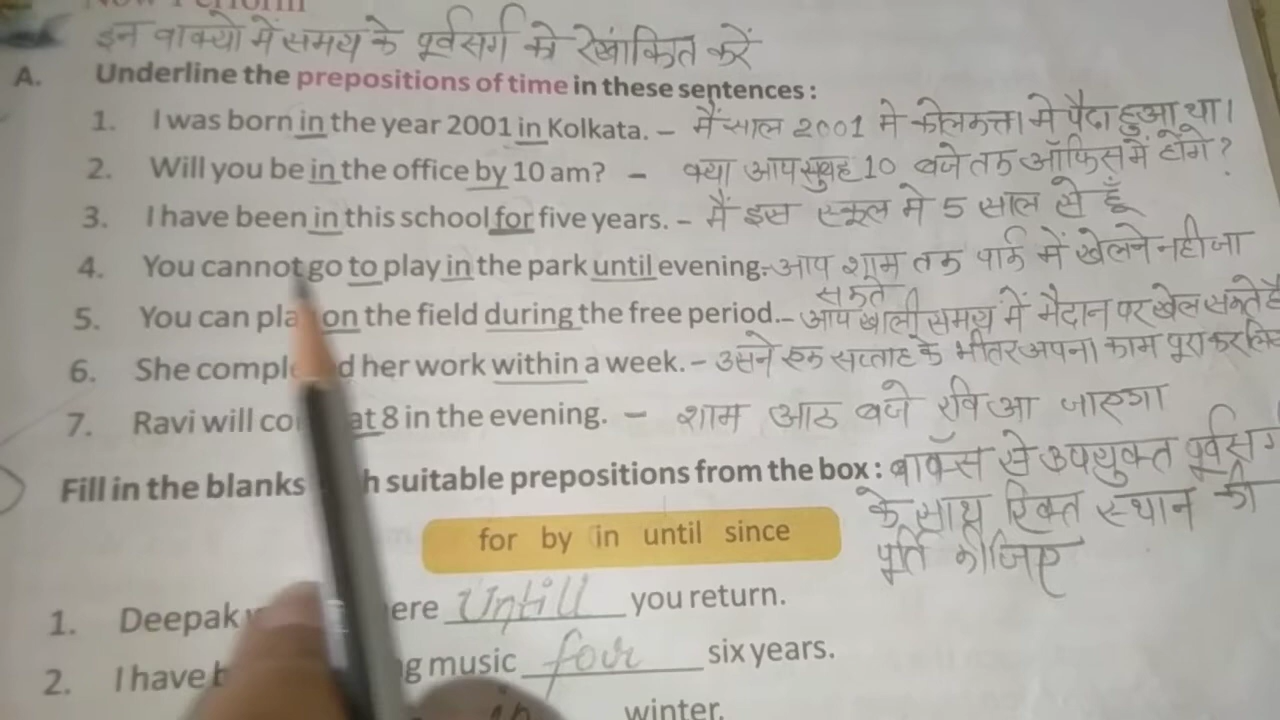 इन वाक्यो में समय के पूर्वसर्ग को रेखांकित करें
A. Underline the prepositions of time in these sentences :
1. I was born in the year 2001 in Kolkata. – मैं साल 2001 मे कोलकत्ता मे पैदा हुआ था।
2. Will you be in the office by 10 am? – क्या आप सुबह 10 बजे तक ऑफिस में होंगे?
3. I have been in this school for five years. – मैं इस स्कूल मे 5 साल से हूँ
4. You cannot go to play in the park until evening. – आप शाम तक पार्क में खेलने नही जा
सकते
5. You can play on the field during the free period. – आप खाली समय में मैदान पर खेल सकते
6. She her work within a week. – उसने एक सप्ताह के भीतर अपना काम पूरा कर
7. Ravi will at 8 in the evening. – शाम आठ बजे रवि आ जाएगा
Fill in the blanks suitable prepositions from the box : बॉक्स से उपयुक्त पूर्वसर्ग
के साथ रिक्त स्थान की
पूर्ति कीजिए
for by in until since
1. Deepak Untill you return.
2. I have music four six years.
in winter.